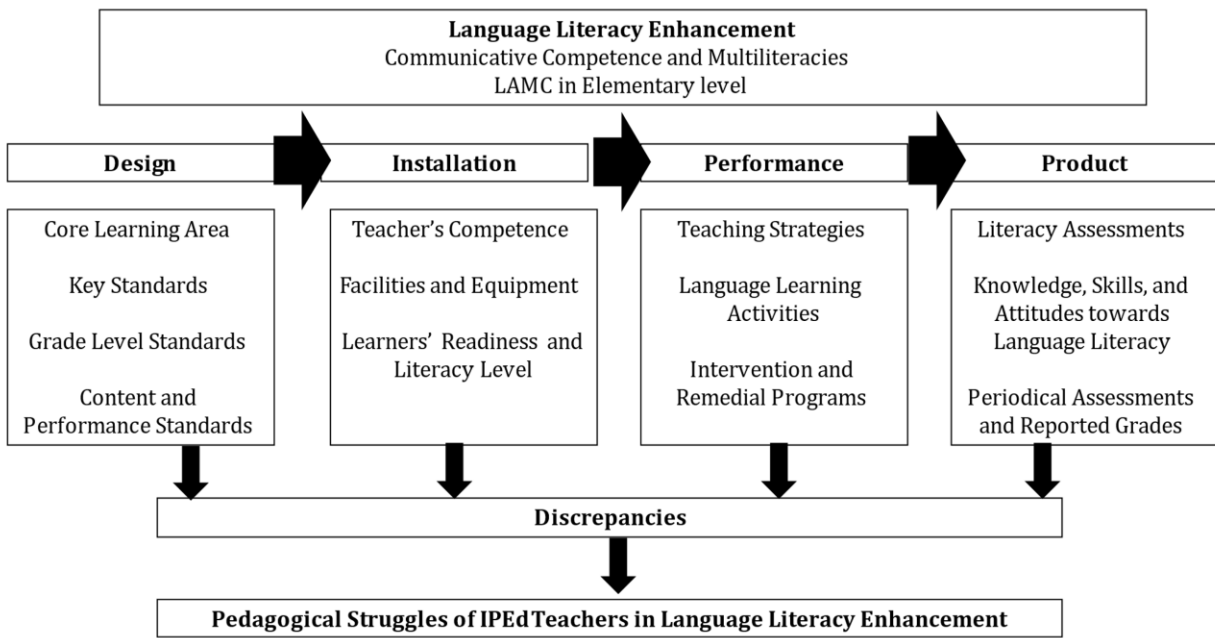 Language Literacy Enhancement
Communicative Competence and Multiliteracies
LAMC in Elementary level
Design
Installation
Performance
Product
Core Learning Area
Key Standards
Grade Level Standards
Content and
Performance Standards
Teacher's Competence
Facilities and Equipment
Learners' Readiness and
Literacy Level
Teaching Strategies
Language Learning
Activities
Intervention and
Remedial Programs
Literacy Assessments
Knowledge, Skills, and
Attitudes towards
Language Literacy
Periodical Assessments
and Reported Grades
Discrepancies
Pedagogical Struggles of IPEd Teachers in Language Literacy Enhancement